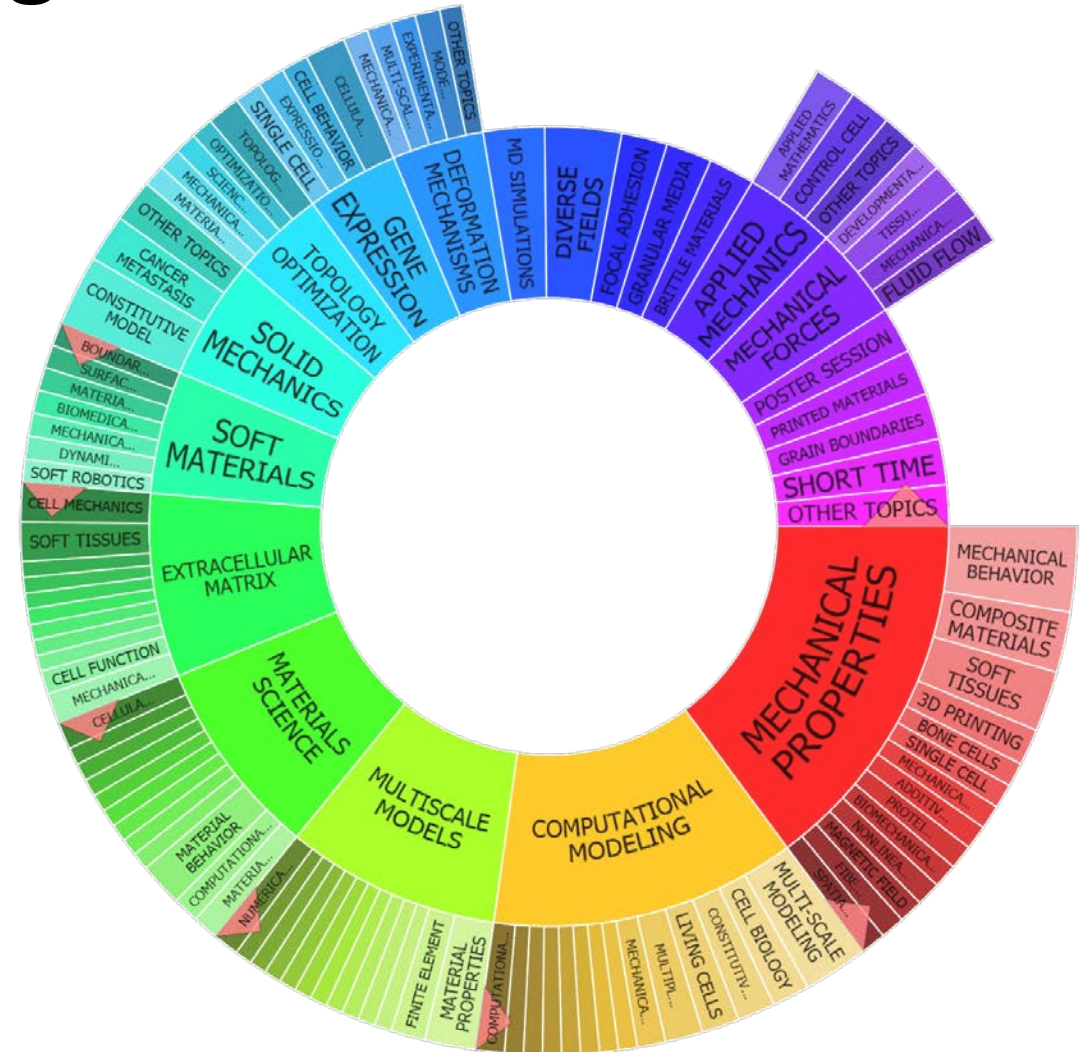 MECHANICAL
PROPERTIES
COMPUTATIONAL
MODELING
MULTISCALE
MODELS
MATERIALS
SCIENCE
EXTRACELLULAR
MATRIX
SOFT
MATERIALS
SOLID
MECHANICS
TOPOLOGY
OPTIMIZATION
GENE
EXPRESSION
DEFORMATION
MECHANISMS
MD SIMULATIONS
DIVERSE
FIELDS
FOCAL ADHESION
GRANULAR MEDIA
BRITTLE MATERIALS
APPLIED
MECHANICS
MECHANICAL
FORCES
POSTER SESSION
PRINTED MATERIALS
GRAIN BOUNDARIES
SHORT TIME
OTHER TOPICS
MECHANICAL
BEHAVIOR
COMPOSITE
MATERIALS
SOFT
TISSUES
3D PRINTING
BONE CELLS
SINGLE CELL
MECHANICA...
ADDITIV...
PROTEI...
BIOMECHANICA...
NONLINEA...
MAGNETIC FIELD
FIBE...
SPATIA...
MULTI-SCALE
MODELING
CELL BIOLOGY
CONSTITUTIV...
LIVING CELLS
MULTIPL...
MECHANICA...
COMPUTATIONA...
MATERIAL
PROPERTIES
FINITE ELEMENT
NUMERICA...
MATERIA...
COMPUTATIONA...
MATERIAL
BEHAVIOR
CELLULA...
MECHANICA...
CELL FUNCTION
SOFT TISSUES
CELL MECHANICS
SOFT ROBOTICS
DYNAMI...
MECHANICA...
BIOMEDICA...
MATERIA...
SURFAC...
BOUNDAR...
CONSTITUTIVE
MODEL
CANCER
METASTASIS
OTHER TOPICS
MATERIA...
MECHANICA...
SCIENC...
OPTIMIZATIO...
TOPOLOG...
SINGLE CELL
EXPRESSIO...
CELL BEHAVIOR
CELLULA...
MECHANICA...
MULTI-SCAL...
EXPERIMENTA...
MODE...
OTHER TOPICS
APPLIED
MATHEMATICS
CONTROL CELL
OTHER TOPICS
DEVELOPMENTA...
TISSU...
MECHANICA...
FLUID FLOW